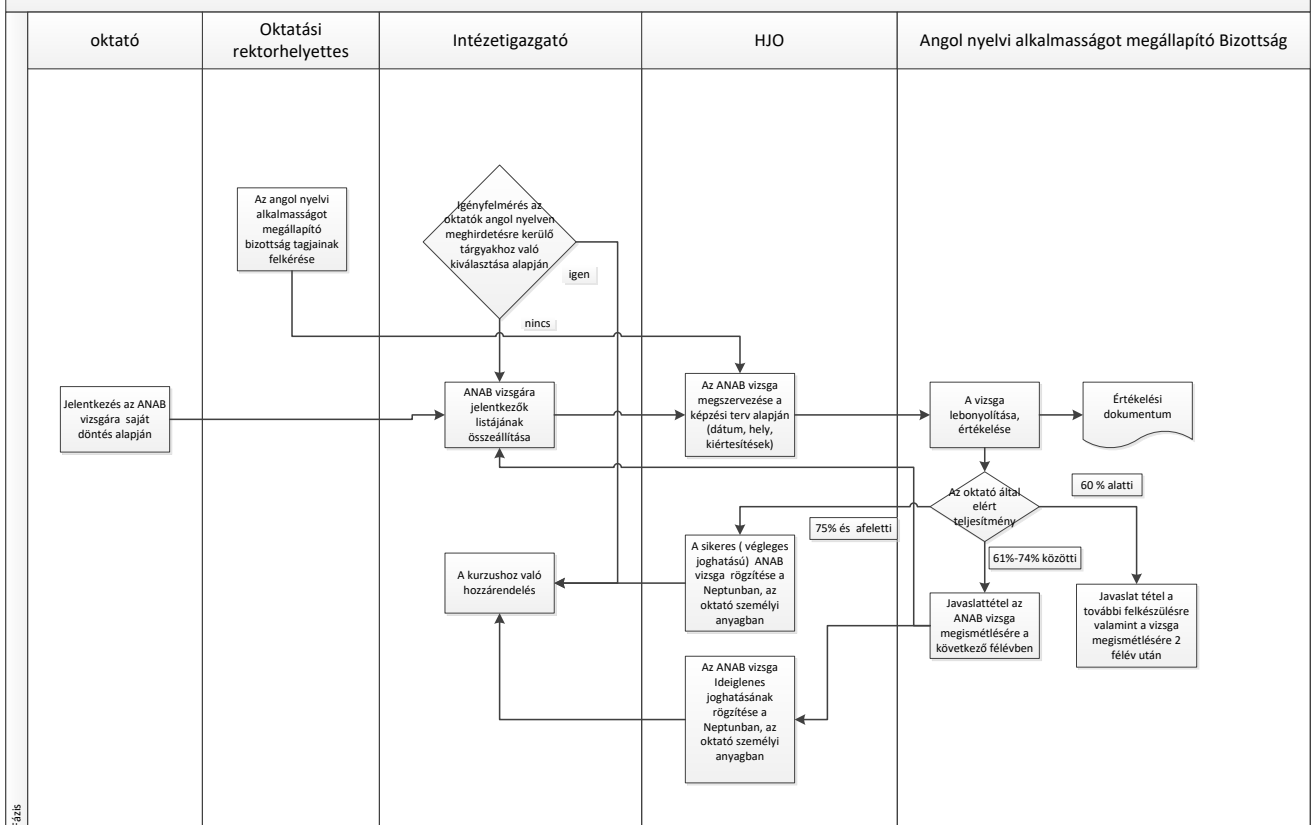 oktató
Oktatási
rektorhelyettes
Intézetigazgató
HJO
Angol nyelvi alkalmasságot megállapító Bizottság
Az angol nyelvi
alkalmasságot
megállapító
bizottság tagjainak
felkérése
Igényfelmérés az
oktatók angol nyelven
meghirdetésre kerülő
tárgyakhoz való
kiválasztása alapján
igen
nincs
Jelentkezés az ANAB
vizsgára saját
döntés alapján
ANAB vizsgára
jelentkezők
listájának
összeállítása
Az ANAB vizsga
megszervezése a
képzési terv alapján
(dátum, hely,
kiértesítések)
A vizsga
lebonyolítása,
értékelése
Értékelési
dokumentum
Az oktató által
elért
teljesítmény
60 % alatti
75% és afeletti
61%-74% közötti
A sikeres ( végleges
joghatású) ANAB
vizsga rögzítése a
Neptunban, az
oktató személyi
anyagban
A kurzushoz való
hozzárendelés
Javaslattétel az
ANAB vizsga
megismétlésére a
következő félévben
Javaslat tétel a
további felkészülésre
valamint a vizsga
megismétlésére 2
félév után
Az ANAB vizsga
Ideiglenes
joghatásának
rögzítése a
Neptunban, az
oktató személyi
anyagban
Fázis